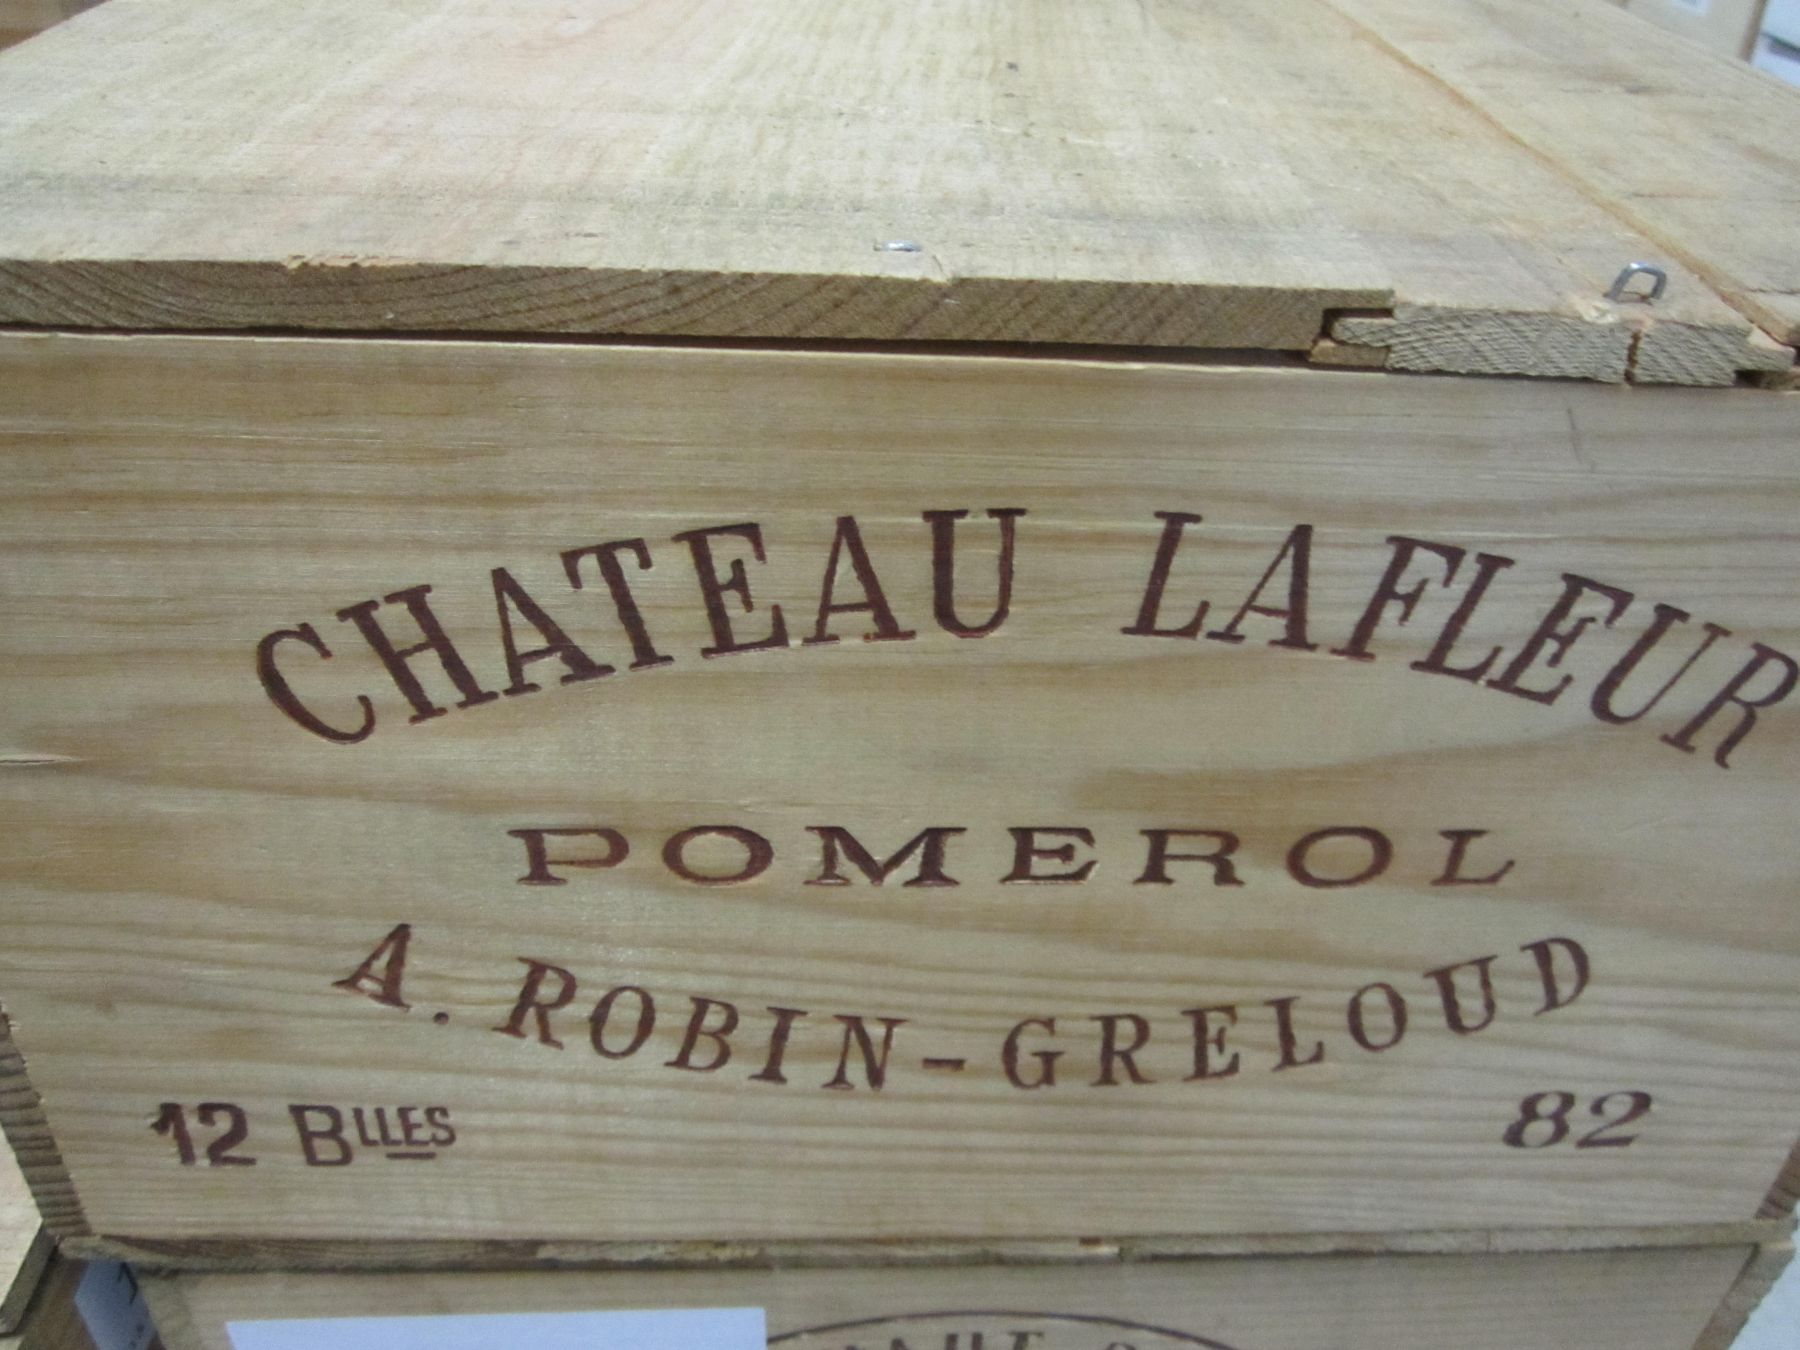 CHATEAU LAFLEUR
POMEROL
A. ROBIN-GRELOUD
12 BLLES
82